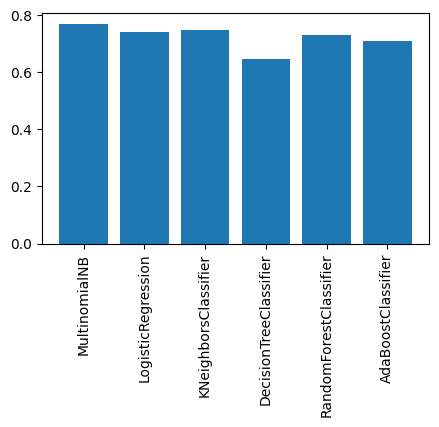 0.8
0.6
0.4
0.2
0.0
MultinomialNB
LogisticRegression
KNeighborsClassifier
DecisionTreeClassifier
RandomForestClassifier
AdaBoostClassifier